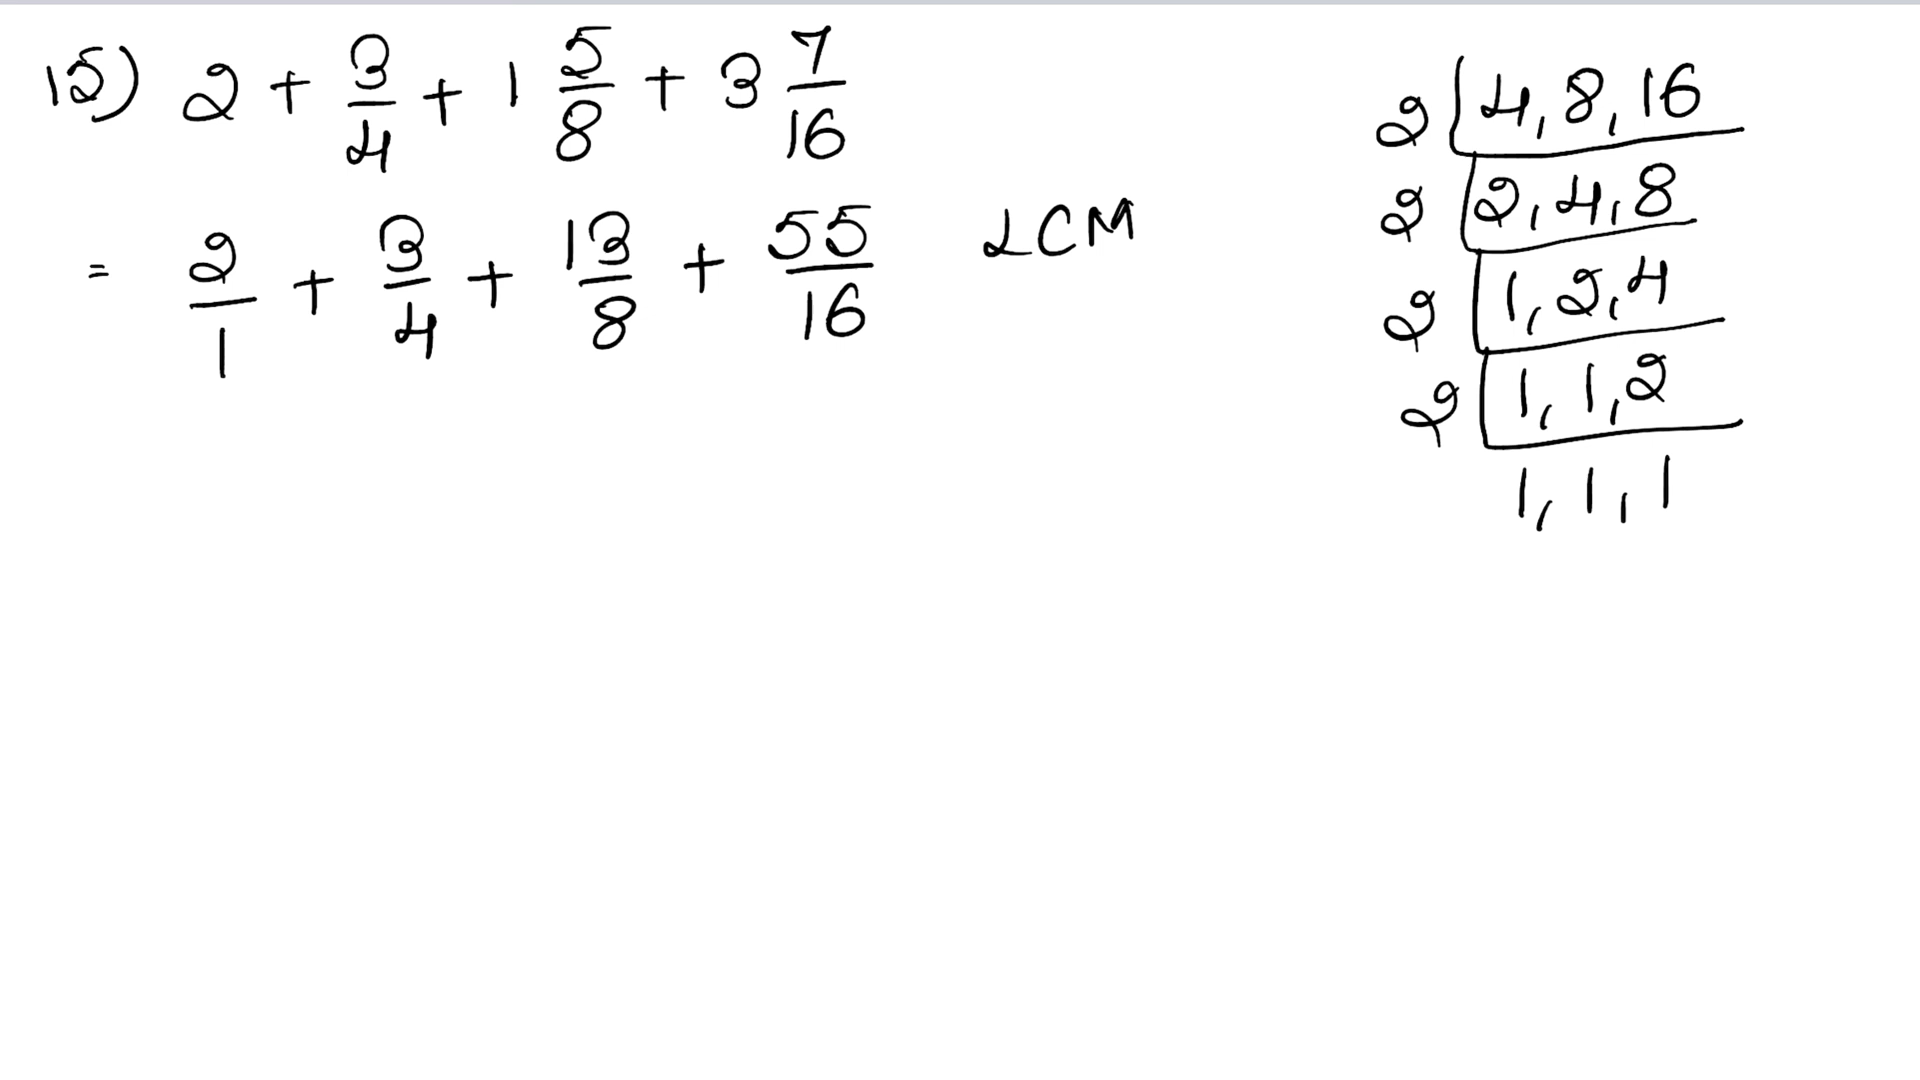 15) 2 + 3/4 + 1 5/8 + 3 7/16
= 2/1 + 3/4 + 13/8 + 55/16 LCM
2 | 4, 8, 16
2 | 2, 4, 8
2 | 1, 2, 4
2 | 1, 1, 2
1, 1, 1